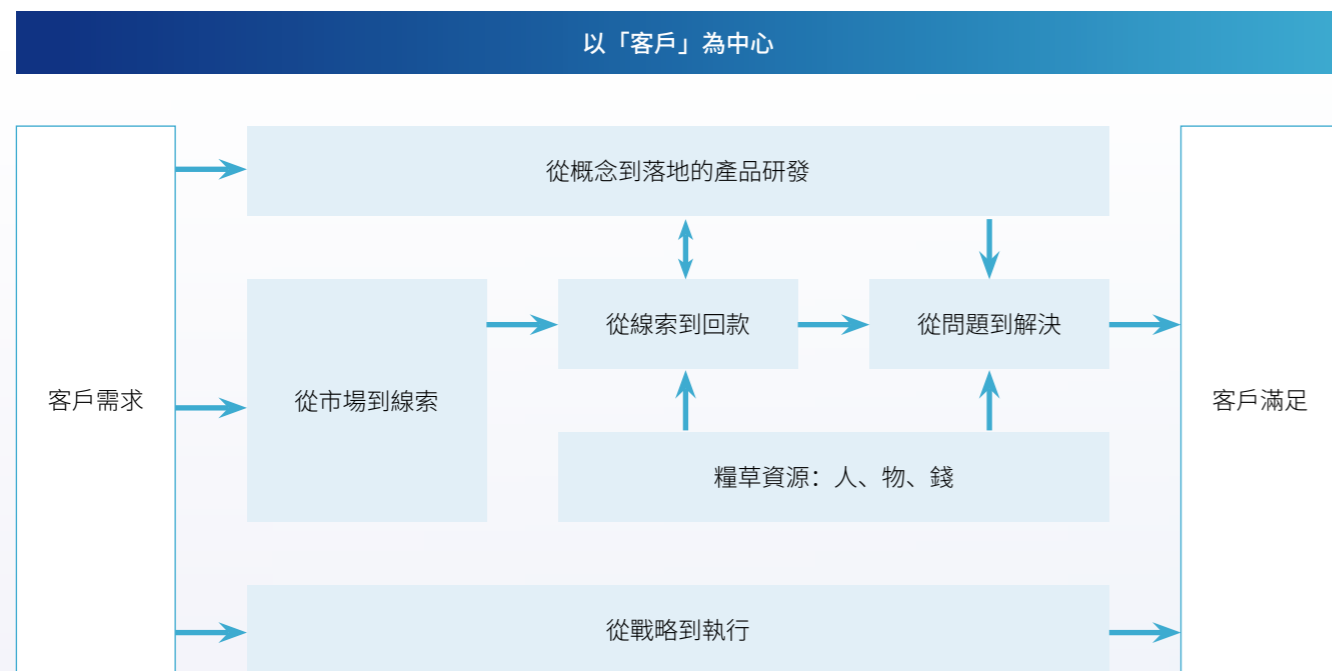 以「客戶」為中心
從概念到落地的產品研發
從線索到回款
從問題到解決
客戶需求
從市場到線索
客戶滿足
糧草資源：人、物、錢
從戰略到執行